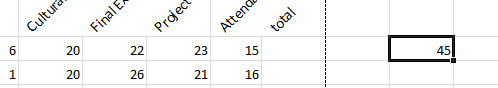 Cultura
Final Ex
Project
Attenda
total
6 20 22 23 15 45
1 20 26 21 16